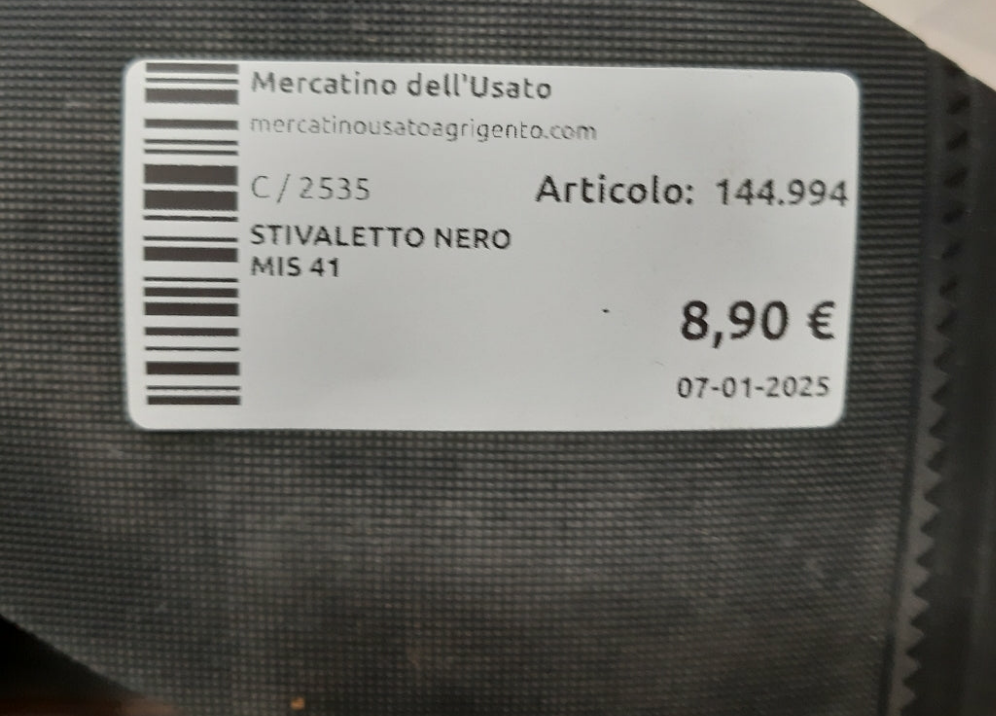 Mercatino dell'Usato
mercatinousatoagrigento.com
C / 2535 Articolo: 144.994
STIVALETTO NERO
MIS 41
8,90 €
07-01-2025